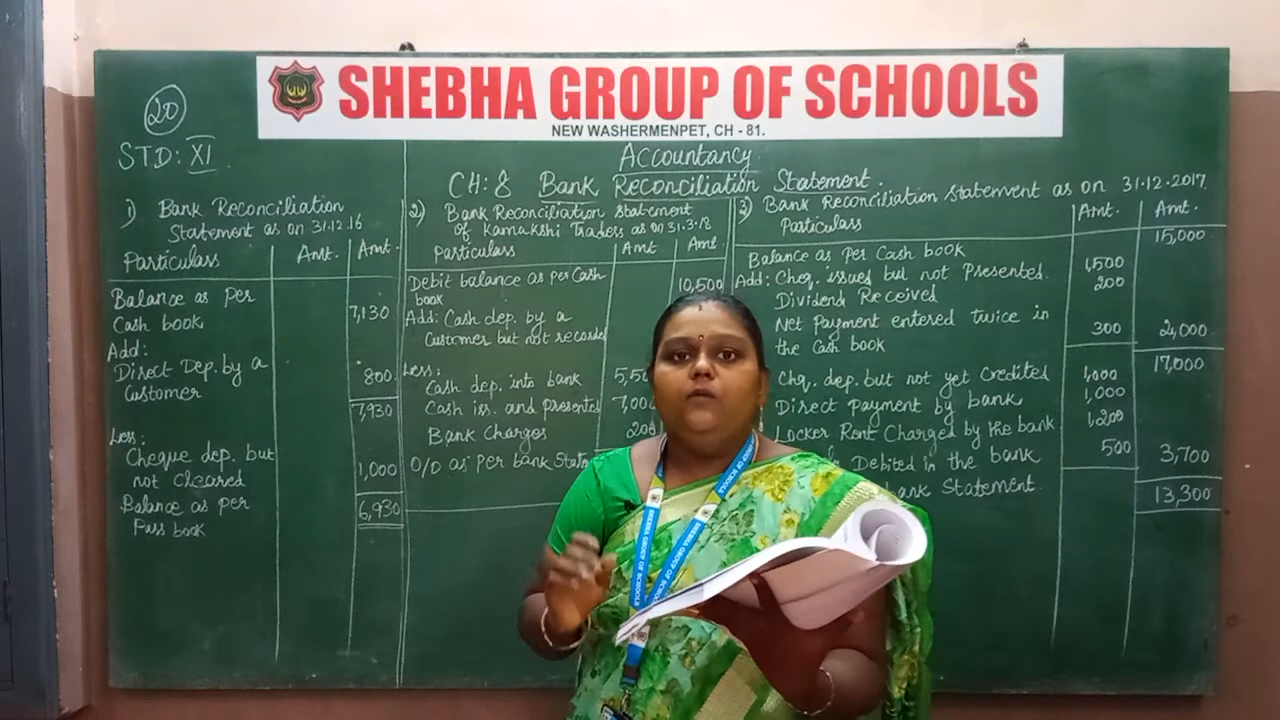 SHEBHA GROUP OF SCHOOLS
NEW WASHERMENPET, CH - 81.
20
STD: XI
Accountancy
CH: 8 Bank Reconciliation Statement
1) Bank Reconciliation
Statement as on 31.12.16
Particulars Amt. Amt.
Balance as Per
Cash book 7,130
Add:
Direct Dep. by a
Customer 800
7,930
Less:
Cheque dep. but
not cleared 1,000
Balance as per 6,930
Pass book
2) Bank Reconciliation Statement
of Kamakshi Traders as on 31.3.18
Particulars Amt Amt
Debit balance as per Cash
book 10,500
Add: Cash dep. by a
Customer but not recorded
Less:
Cash dep. into bank 5,50
Cash iss. and presented 7,000
Bank Charges 200
O/D as Per bank
3) Bank Reconciliation Statement as on 31.12.2017
Particulars Amt. Amt.
15,000
Balance as Per Cash book
Add: Cheq. issued but not Presented. 1,500
Dividend Received 200
Net Payment entered twice in
the Cash book 300 2,000
17,000
Chq. dep. but not yet Credited 1,000
Direct Payment by bank 1,000
Locker Rent Charged by the bank 1,200
Debited in the bank 500 3,700
bank Statement 13,300
SHEBHA GROUP OF SCHOOLS